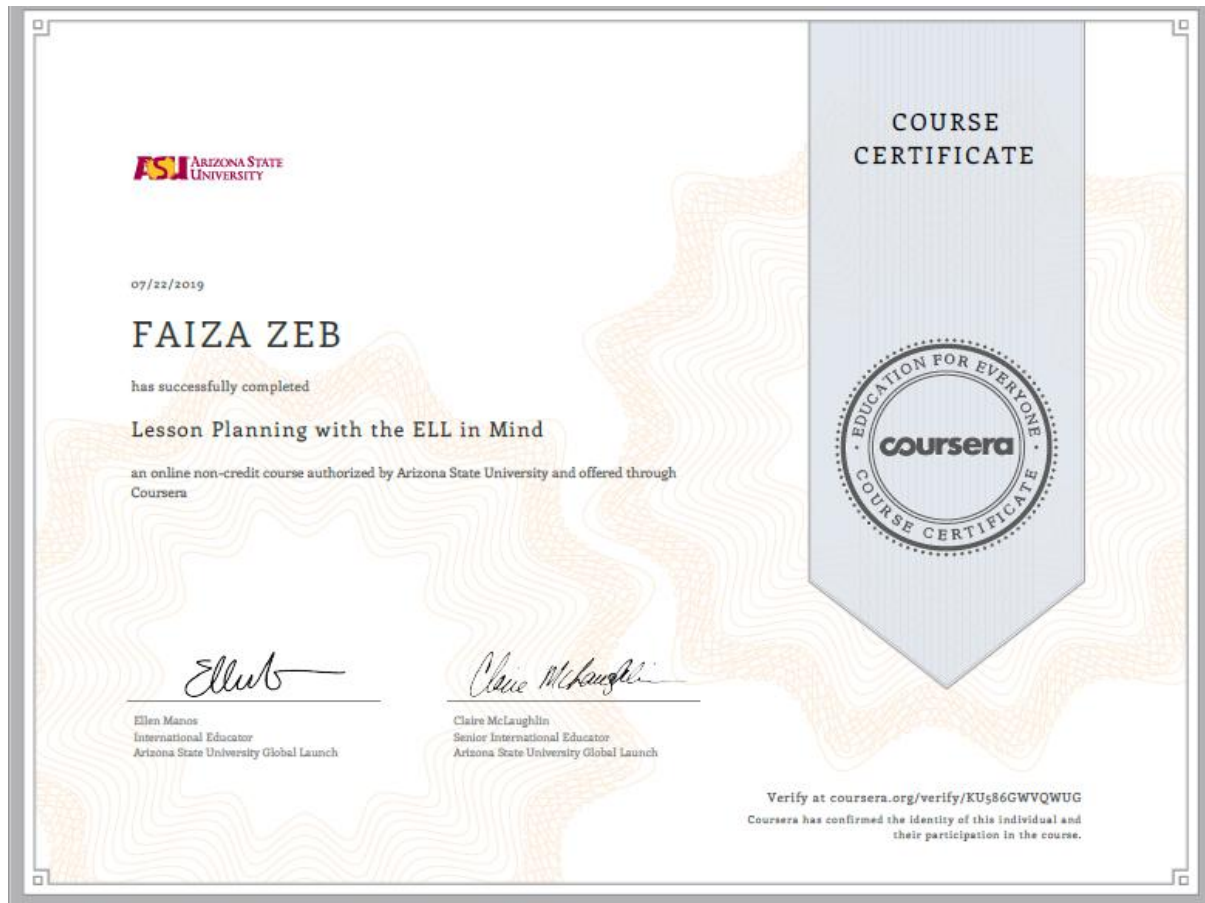 COURSE
CERTIFICATE
ASU ARIZONA STATE
UNIVERSITY
07/22/2019
FAIZA ZEB
has successfully completed
Lesson Planning with the ELL in Mind
an online non-credit course authorized by Arizona State University and offered through
Coursera
EDUCATION FOR EVERYONE
coursera
COURSE CERTIFICATE
Claire McLaughlin
Ellen Manos
International Educator
Arizona State University Global Launch
Claire McLaughlin
Senior International Educator
Arizona State University Global Launch
Verify at coursera.org/verify/KU586GWVQWUG
Coursera has confirmed the identity of this individual and
their participation in the course.